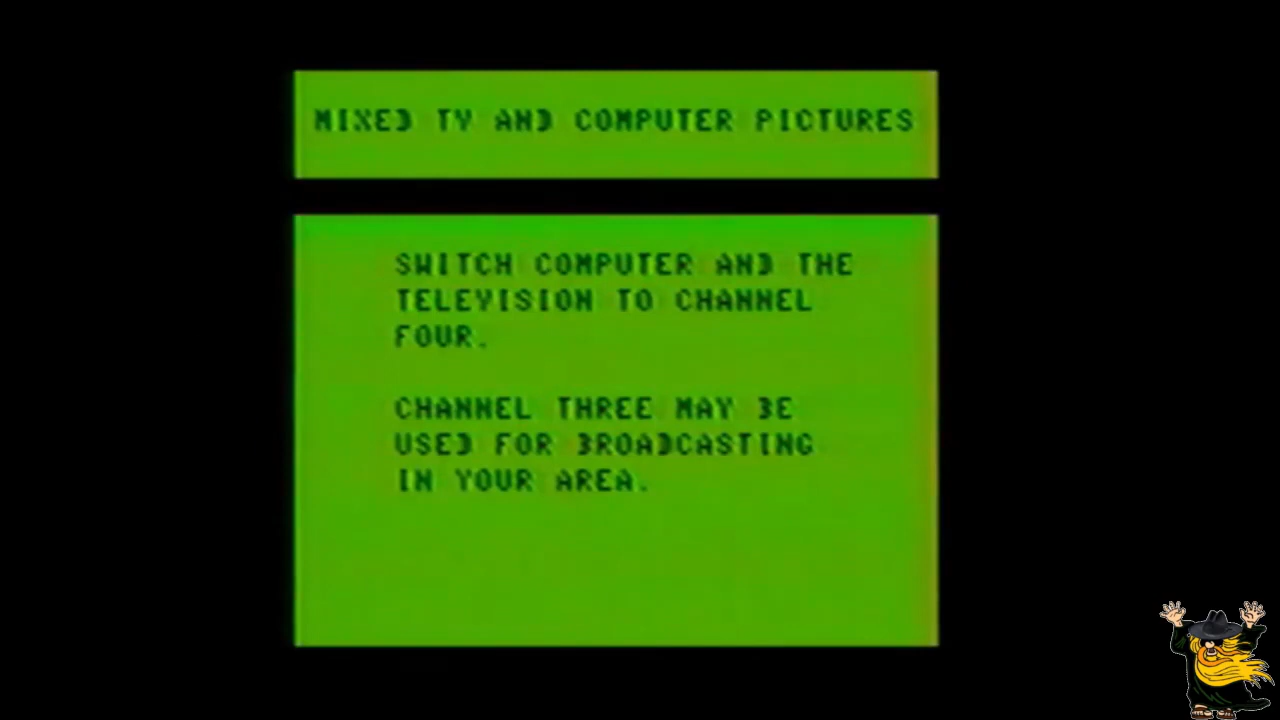 MIXED TV AND COMPUTER PICTURES
SWITCH COMPUTER AND THE
TELEVISION TO CHANNEL
FOUR.
CHANNEL THREE MAY BE
USED FOR BROADCASTING
IN YOUR AREA.